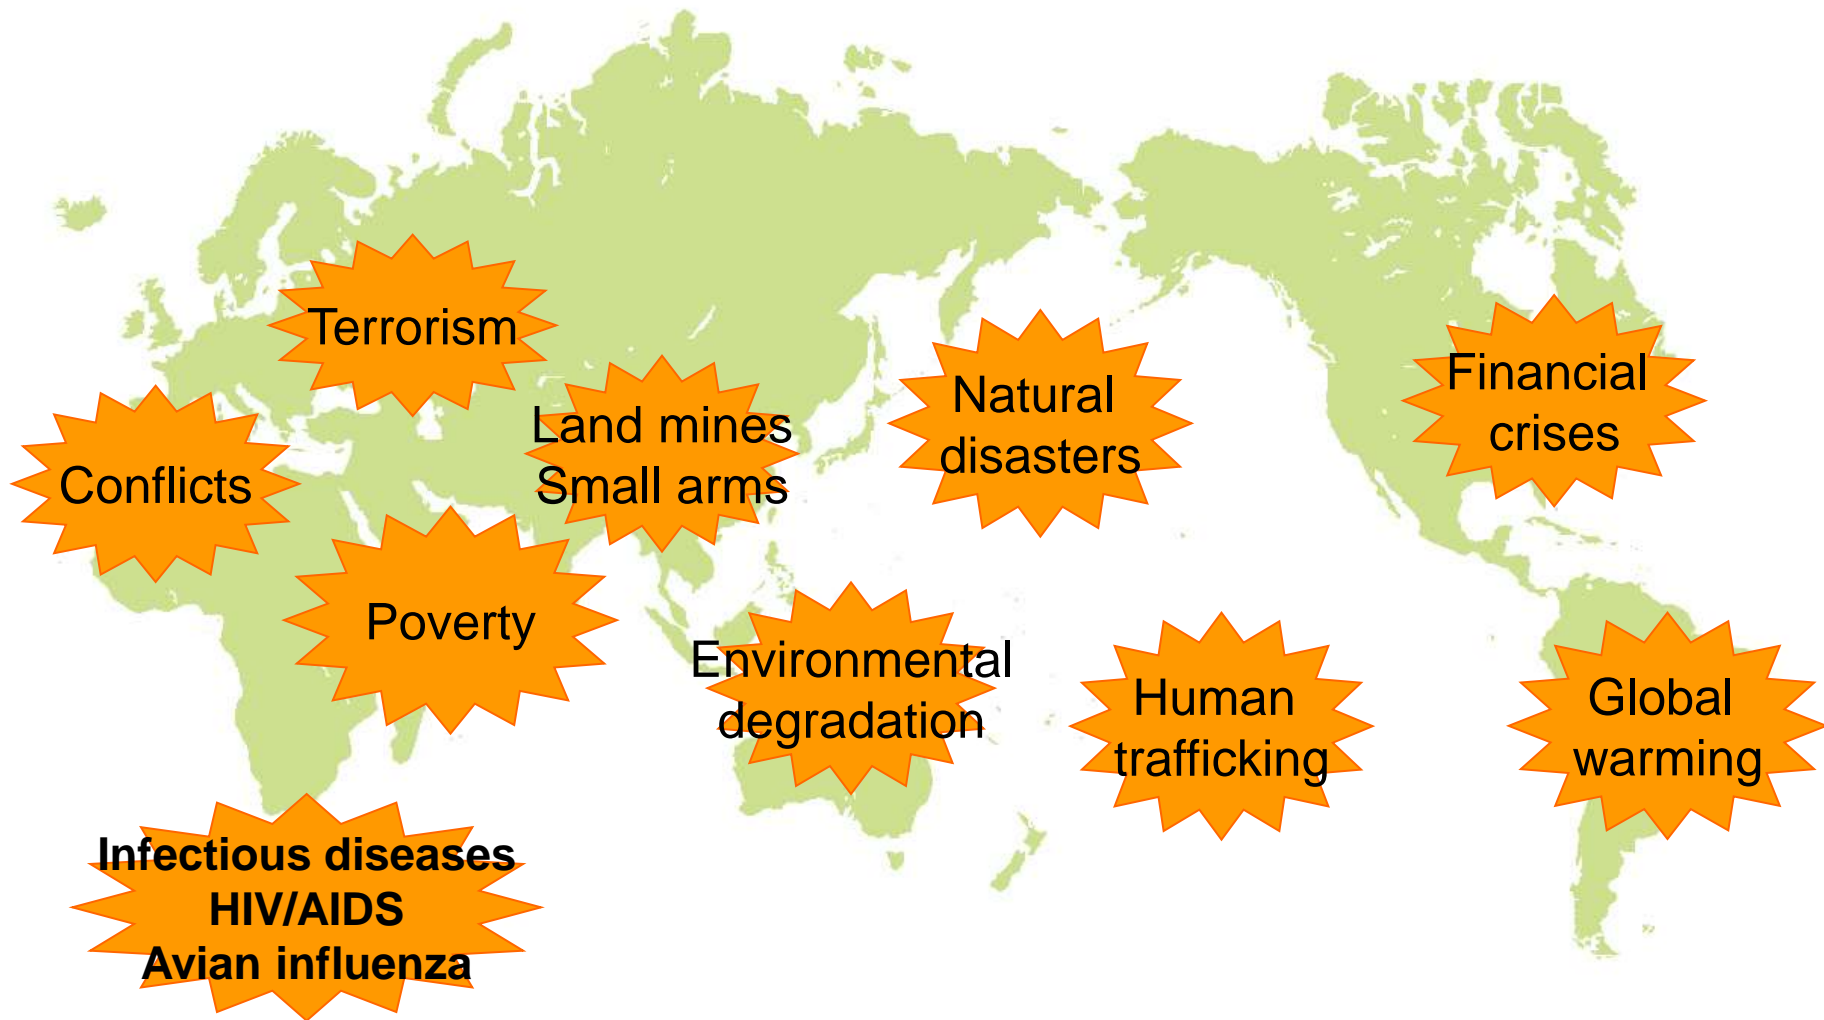 Terrorism
Conflicts
Land mines
Small arms
Natural
disasters
Financial
crises
Poverty
Environmental
degradation
Human
trafficking
Global
warming
Infectious diseases
HIV/AIDS
Avian influenza